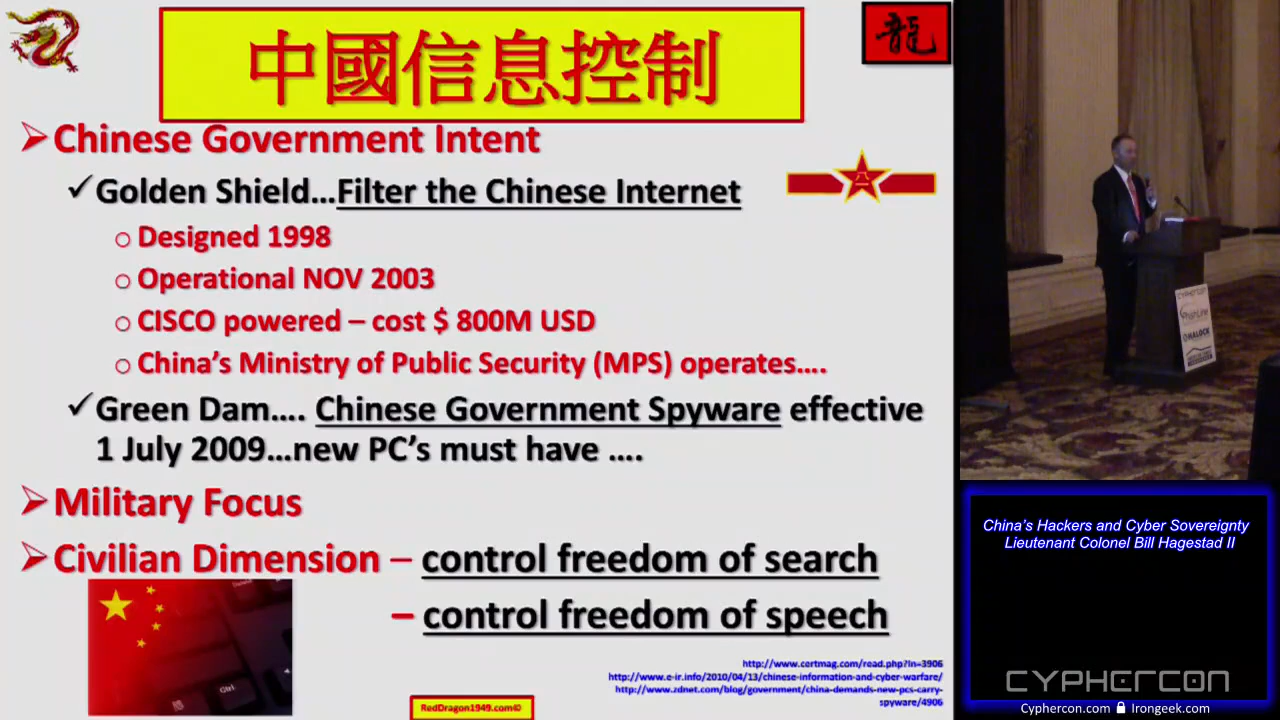 中國信息控制
龍
Chinese Government Intent
Golden Shield…Filter the Chinese Internet
八一
Designed 1998
Operational NOV 2003
CISCO powered – cost $ 800M USD
China's Ministry of Public Security (MPS) operates….
Green Dam…. Chinese Government Spyware effective
1 July 2009…new PC's must have ….
Military Focus
Civilian Dimension – control freedom of search
– control freedom of speech
Ctrl
http://www.certmag.com/read.php?in=3906
http://www.e-ir.info/2010/04/13/chinese-information-and-cyber-warfare/
http://www.zdnet.com/blog/government/china-demands-new-pcs-carry-
spyware/4906
RedDragon1949.com©
CYPHERCON
China's Hackers and Cyber Sovereignty
Lieutenant Colonel Bill Hagestad II
CYPHERCON
Cyphercon.com Irongeek.com